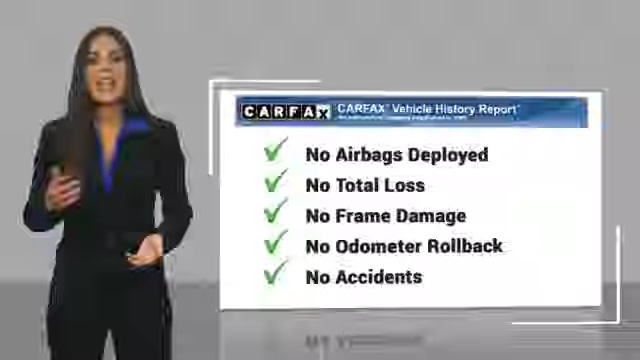 CARFAX CARFAX Vehicle History Report
No Airbags Deployed
No Total Loss
No Frame Damage
No Odometer Rollback
No Accidents